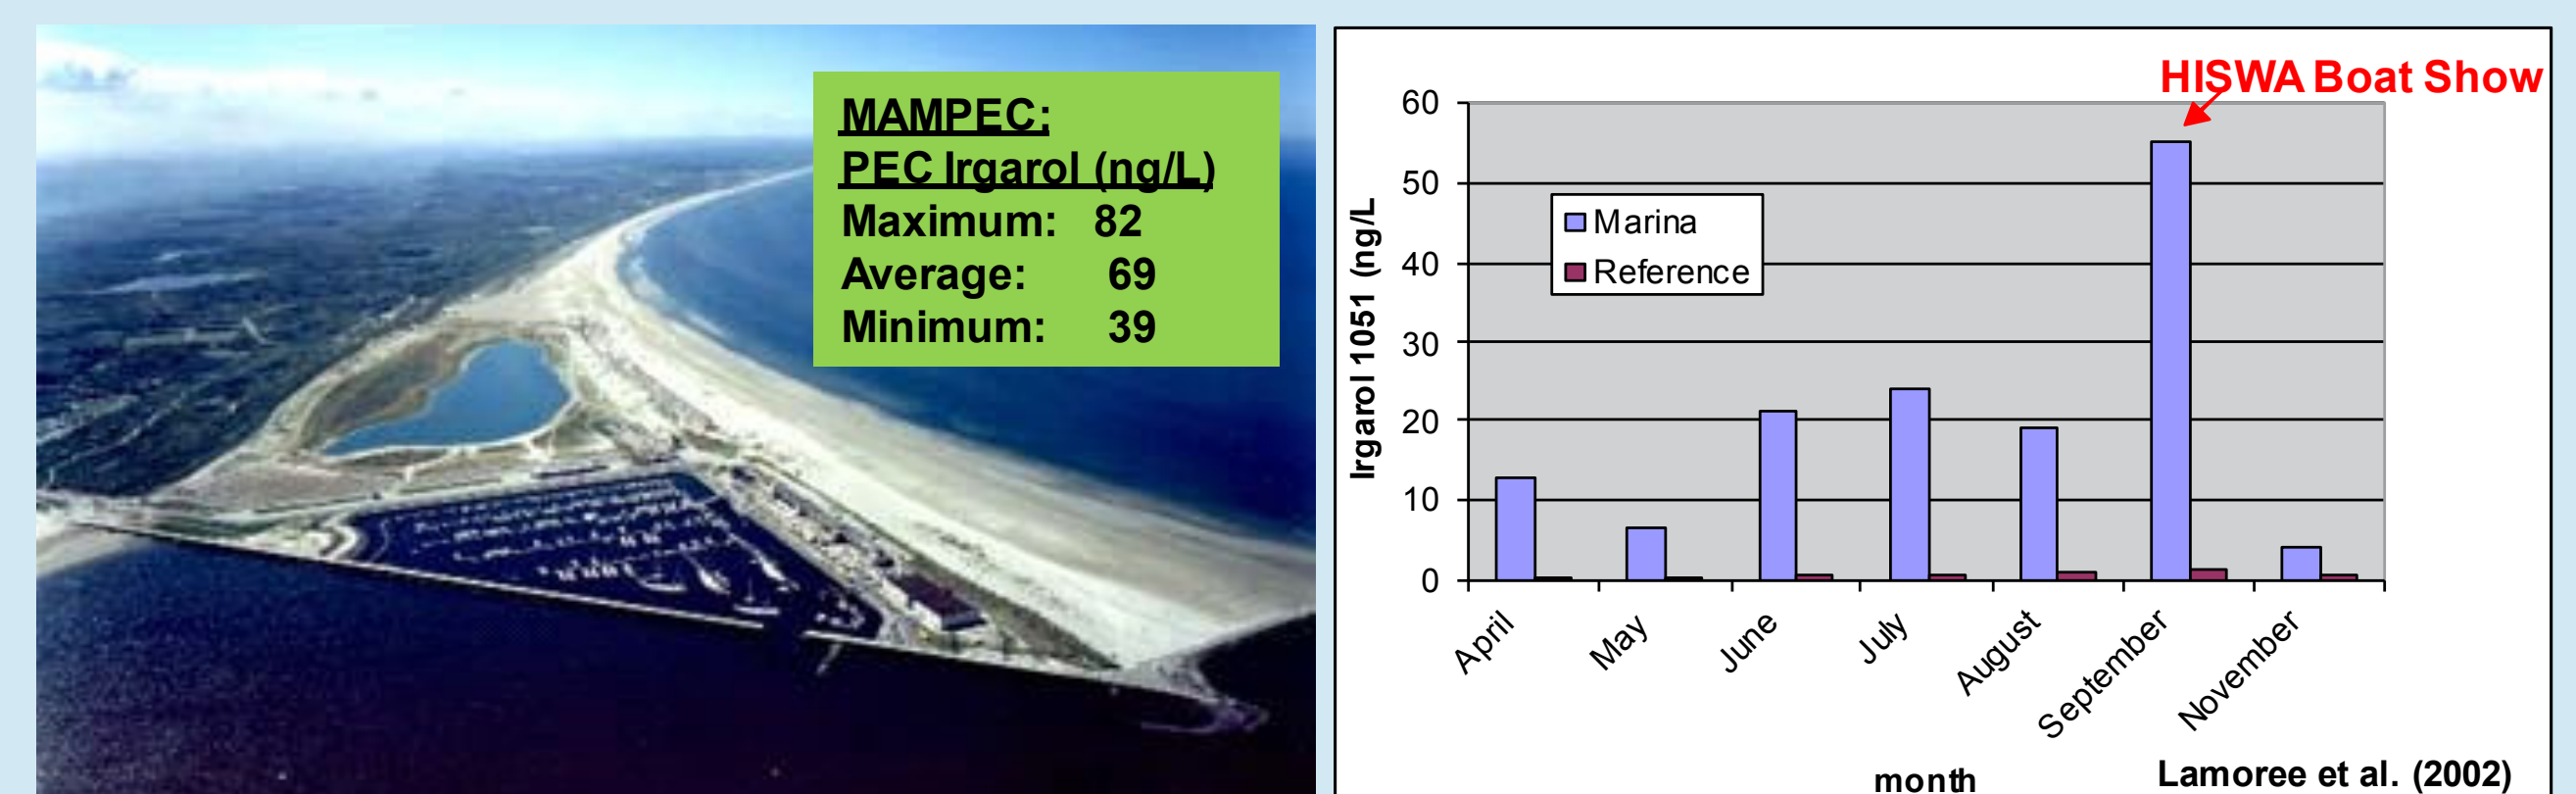 MAMPEC:
PEC Irgarol (ng/L)
Maximum: 82
Average: 69
Minimum: 39
HISWA Boat Show
60
50
40
30
20
10
0
Irgarol 1051 (ng/L
Marina
Reference
April
May
June
July
August
September
November
month
Lamoree et al. (2002)